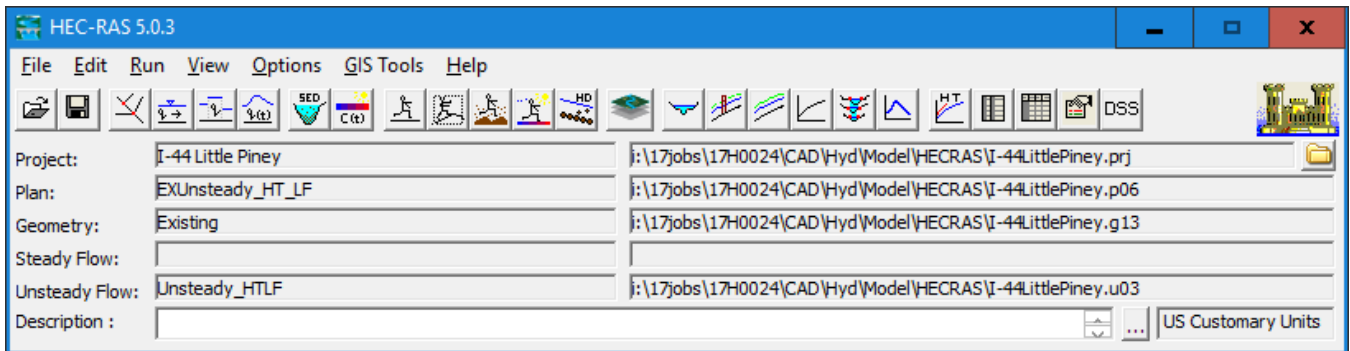 HEC-RAS 5.0.3
File Edit Run View Options GIS Tools Help
SED C(t) HD HT DSS
Project: I-44 Little Piney i:\17jobs\17H0024\CAD\Hyd\Model\HECRAS\I-44LittlePiney.prj
Plan: EXUnsteady_HT_LF i:\17jobs\17H0024\CAD\Hyd\Model\HECRAS\I-44LittlePiney.p06
Geometry: Existing i:\17jobs\17H0024\CAD\Hyd\Model\HECRAS\I-44LittlePiney.g13
Steady Flow:
Unsteady Flow: Unsteady_HTLF i:\17jobs\17H0024\CAD\Hyd\Model\HECRAS\I-44LittlePiney.u03
Description : ... US Customary Units